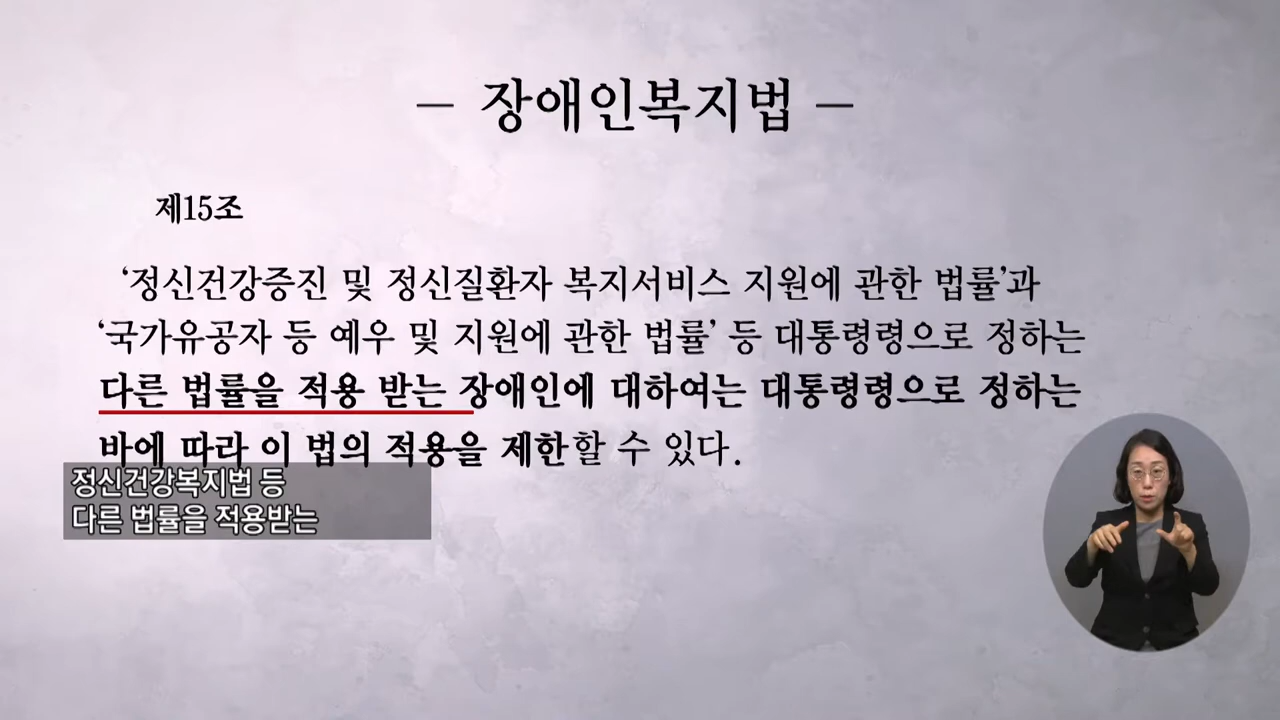 – 장애인복지법 –
제15조
‘정신건강증진 및 정신질환자 복지서비스 지원에 관한 법률’과
‘국가유공자 등 예우 및 지원에 관한 법률’ 등 대통령령으로 정하는
다른 법률을 적용 받는 장애인에 대하여는 대통령령으로 정하는
바에 따라 이 법의 적용을 제한할 수 있다.
정신건강복지법 등
다른 법률을 적용받는